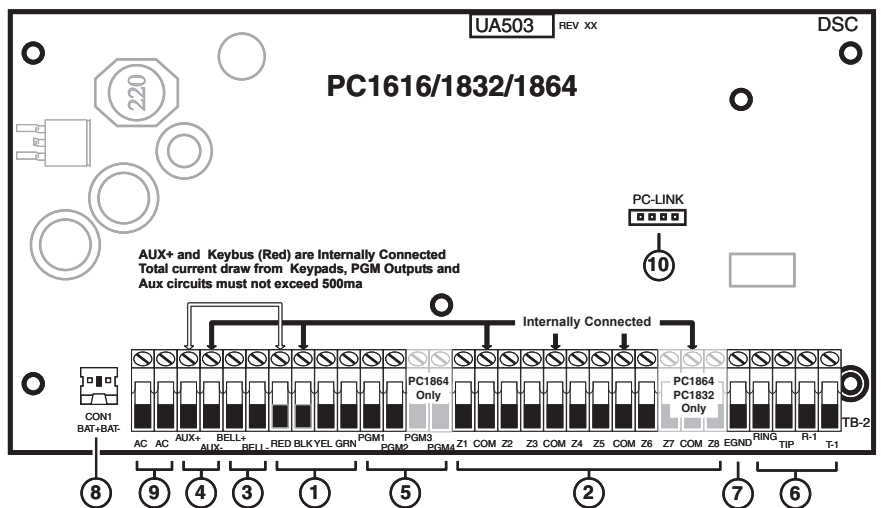 UA503 REV XX DSC
PC1616/1832/1864
220
PC-LINK
10
AUX+ and Keybus (Red) are Internally Connected
Total current draw from Keypads, PGM Outputs and
Aux circuits must not exceed 500ma
Internally Connected
PC1864
Only
PC1864
PC1832
Only
CON1
BAT+BAT-
TB-2
AC AC AUX+ AUX- BELL+ BELL- RED BLK YEL GRN PGM1 PGM2 PGM3 PGM4 Z1 COM Z2 Z3 COM Z4 Z5 COM Z6 Z7 COM Z8 EGND RING TIP R-1 T-1
8 9 4 3 1 5 2 7 6